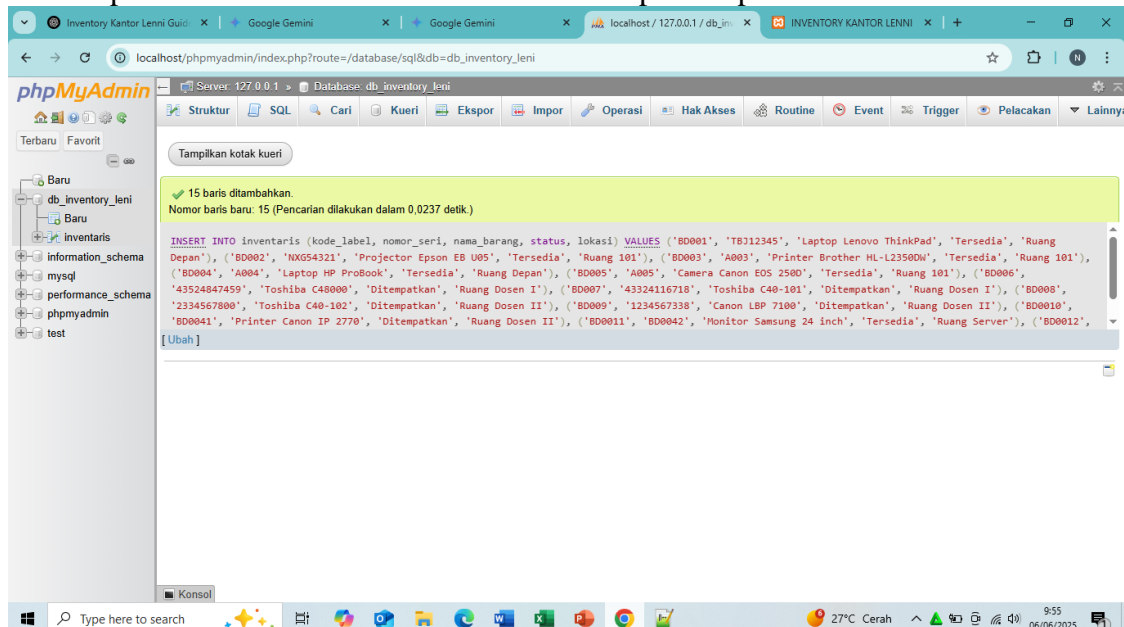 Inventory Kantor Lenni Guid
Google Gemini
Google Gemini
localhost / 127.0.0.1 / db_inv
INVENTORY KANTOR LENNI
localhost/phpmyadmin/index.php?route=/database/sql&db=db_inventory_leni
N
phpMyAdmin
Terbaru Favorit
Baru
db_inventory_leni
Baru
inventaris
information_schema
mysql
performance_schema
phpmyadmin
test
Server: 127.0.0.1 » Database: db_inventory_leni
Struktur SQL Cari Kueri Ekspor Impor Operasi Hak Akses Routine Event Trigger Pelacakan Lainnya
Tampilkan kotak kueri
15 baris ditambahkan.
Nomor baris baru: 15 (Pencarian dilakukan dalam 0,0237 detik.)
INSERT INTO inventaris (kode_label, nomor_seri, nama_barang, status, lokasi) VALUES ('BD001', 'TBJ12345', 'Laptop Lenovo ThinkPad', 'Tersedia', 'Ruang
Depan'), ('BD002', 'NXG54321', 'Projector Epson EB U05', 'Tersedia', 'Ruang 101'), ('BD003', 'A003', 'Printer Brother HL-L2350DW', 'Tersedia', 'Ruang 101'),
('BD004', 'A004', 'Laptop HP ProBook', 'Tersedia', 'Ruang Depan'), ('BD005', 'A005', 'Camera Canon EOS 250D', 'Tersedia', 'Ruang 101'), ('BD006',
'43524847459', 'Toshiba C48000', 'Ditempatkan', 'Ruang Dosen I'), ('BD007', '43324116718', 'Toshiba C40-101', 'Ditempatkan', 'Ruang Dosen I'), ('BD008',
'2334567800', 'Toshiba C40-102', 'Ditempatkan', 'Ruang Dosen II'), ('BD009', '1234567338', 'Canon LBP 7100', 'Ditempatkan', 'Ruang Dosen II'), ('BD0010',
'BD0041', 'Printer Canon IP 2770', 'Ditempatkan', 'Ruang Dosen II'), ('BD0011', 'BD0042', 'Monitor Samsung 24 inch', 'Tersedia', 'Ruang Server'), ('BD0012',
[ Ubah ]
Konsol
Type here to search
27°C Cerah
9:55
06/06/2025